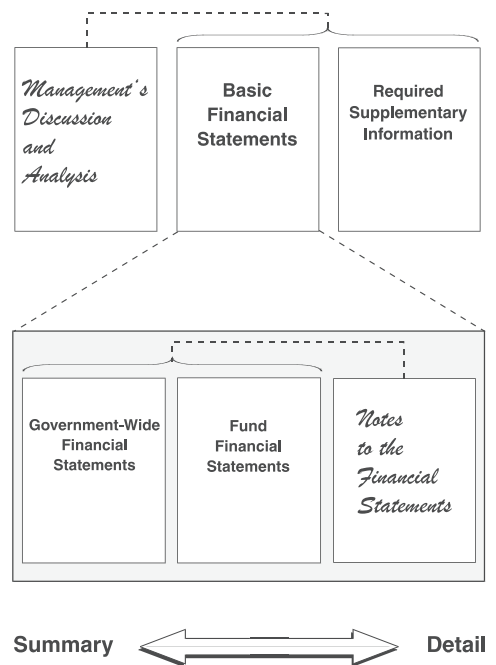 Management's
Discussion
and
Analysis
Basic
Financial
Statements
Required
Supplementary
Information
Government-Wide
Financial
Statements
Fund
Financial
Statements
Notes
to the
Financial
Statements
Summary
Detail